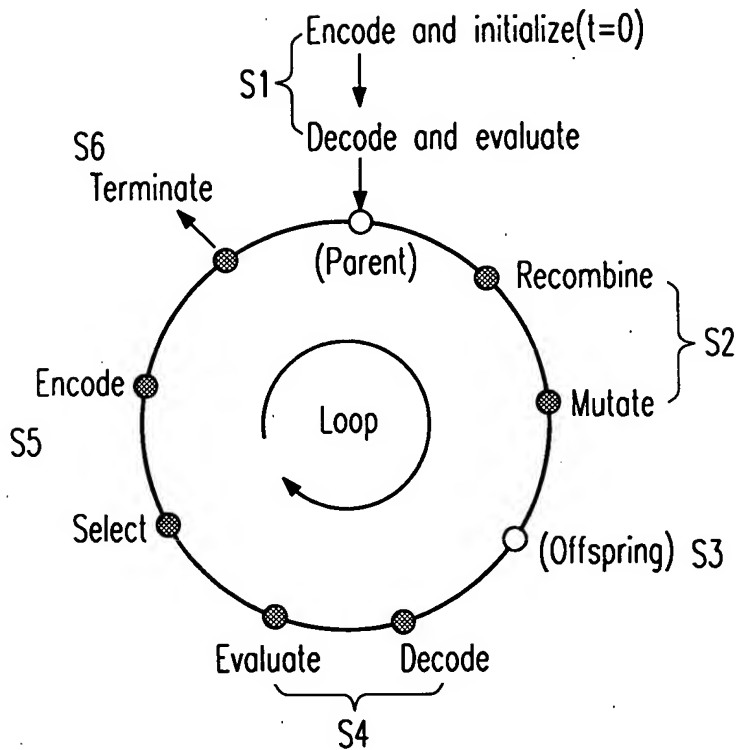 Encode and initialize(t=0)
S1
Decode and evaluate
S6
Terminate
(Parent)
Recombine
S2
Encode
Mutate
Loop
S5
Select
(Offspring) S3
Evaluate
Decode
S4